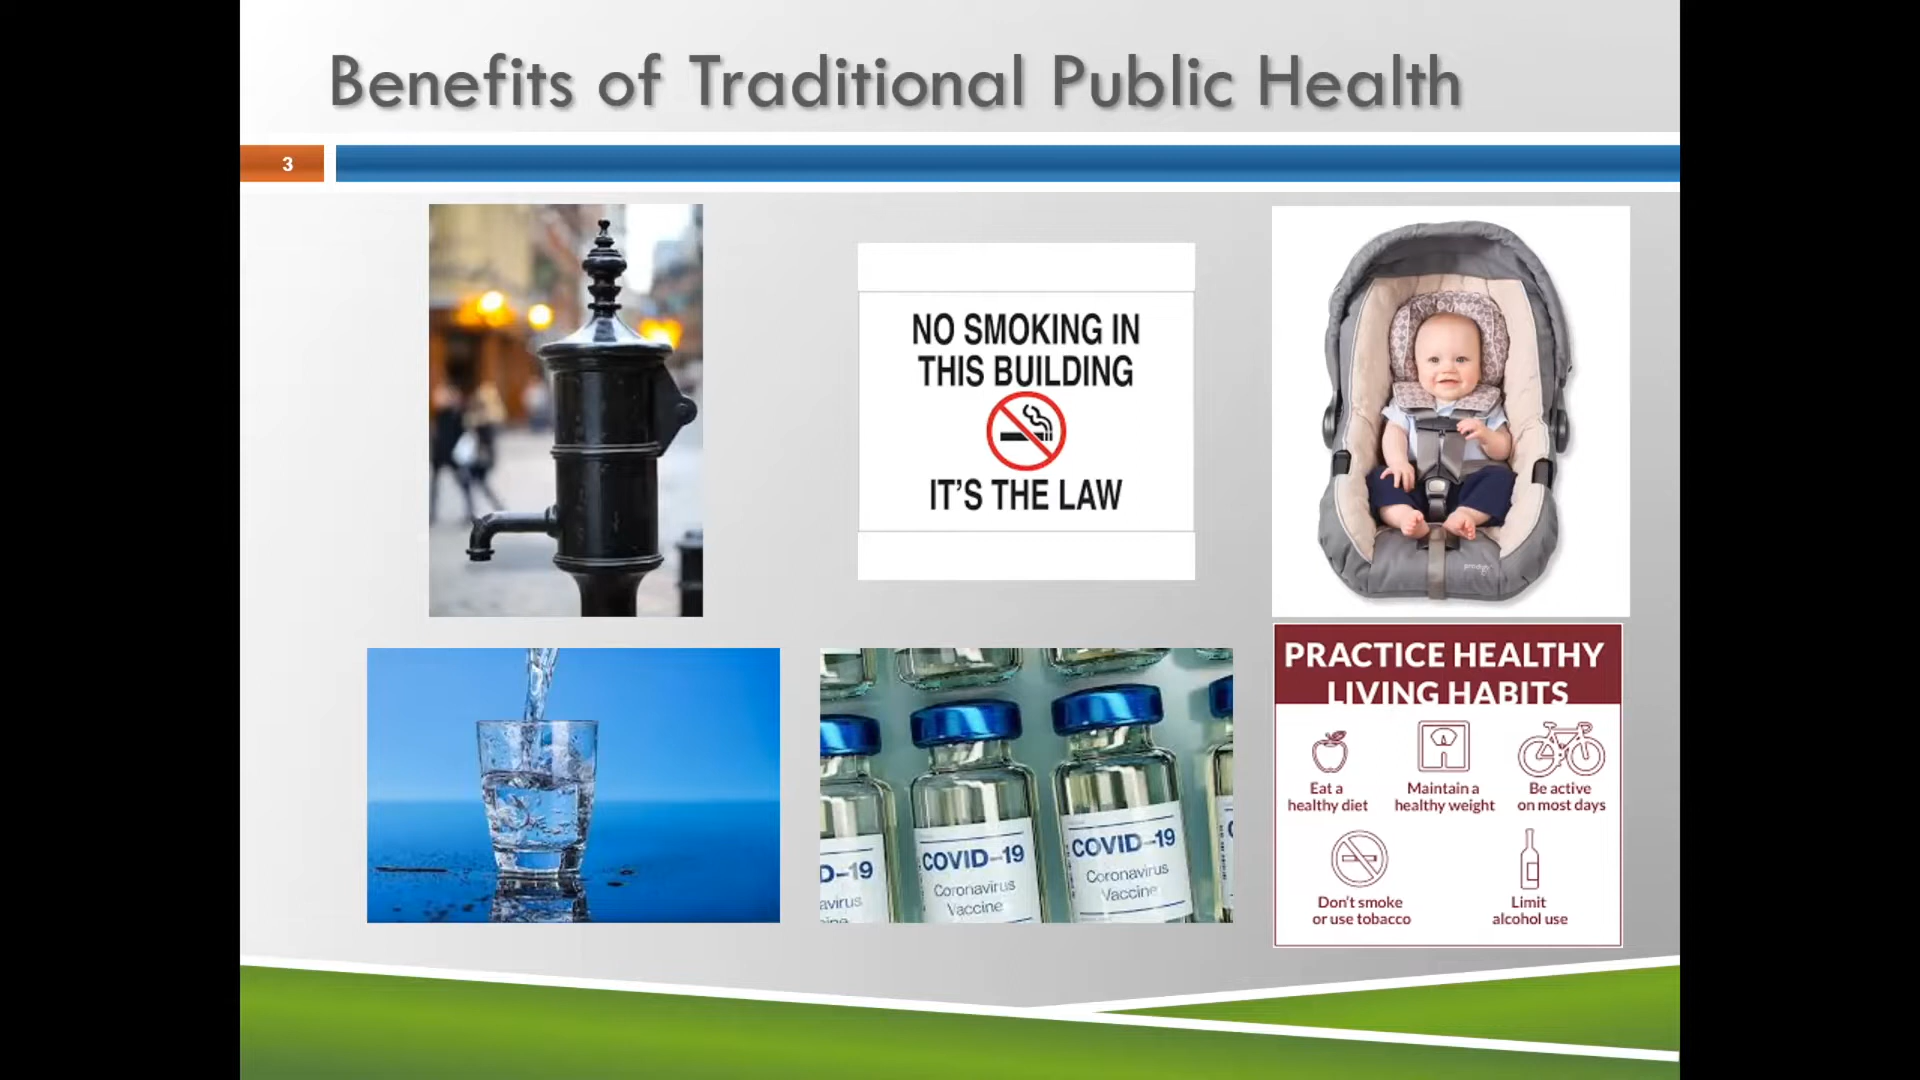 Benefits of Traditional Public Health
3
NO SMOKING IN
THIS BUILDING
IT'S THE LAW
PRACTICE HEALTHY
LIVING HABITS
Eat a
healthy diet
Maintain a
healthy weight
Be active
on most days
Don't smoke
or use tobacco
Limit
alcohol use
D-19
avirus
COVID-19
Coronavirus
Vaccine
COVID-19
Coronavirus
Vaccine